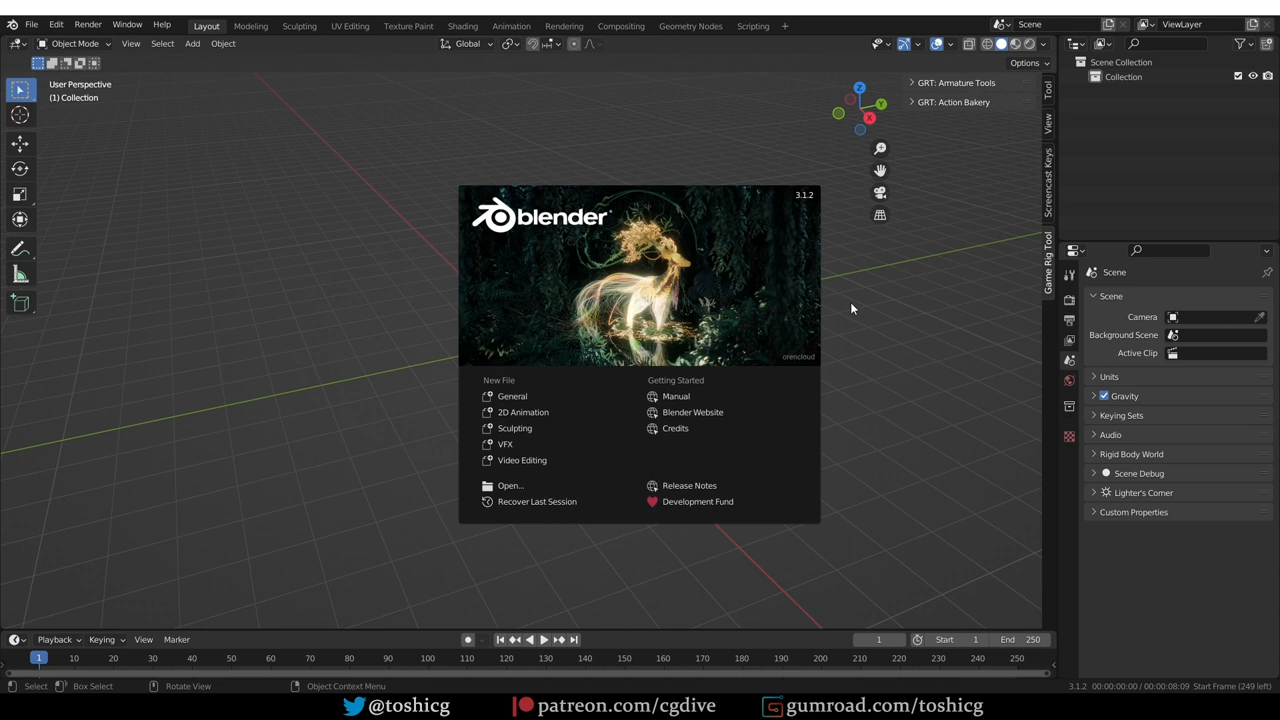 File Edit Render Window Help Layout Modeling Sculpting UV Editing Texture Paint Shading Animation Rendering Compositing Geometry Nodes Scripting + Scene ViewLayer
Object Mode View Select Add Object Global
Options
User Perspective
(1) Collection
GRT: Armature Tools
GRT: Action Bakery
Z
Y
X
Tool
View
Screencast Keys
Game Rig Tool
Scene Collection
Collection
blender
3.1.2
orencloud
New File
General
2D Animation
Sculpting
VFX
Video Editing
Open...
Recover Last Session
Getting Started
Manual
Blender Website
Credits
Release Notes
Development Fund
Scene
Scene
Camera
Background Scene
Active Clip
Units
Gravity
Keying Sets
Audio
Rigid Body World
Scene Debug
Lighter's Corner
Custom Properties
Playback Keying View Marker 1 Start 1 End 250
1 10 20 30 40 50 60 70 80 90 100 110 120 130 140 150 160 170 180 190 200 210 220 230 240 250
Select Box Select Rotate View Object Context Menu 3.1.2 00:00:00:00 / 00:00:08:09 Start Frame (249 left)
@toshicg patreon.com/cgdive gumroad.com/toshicg